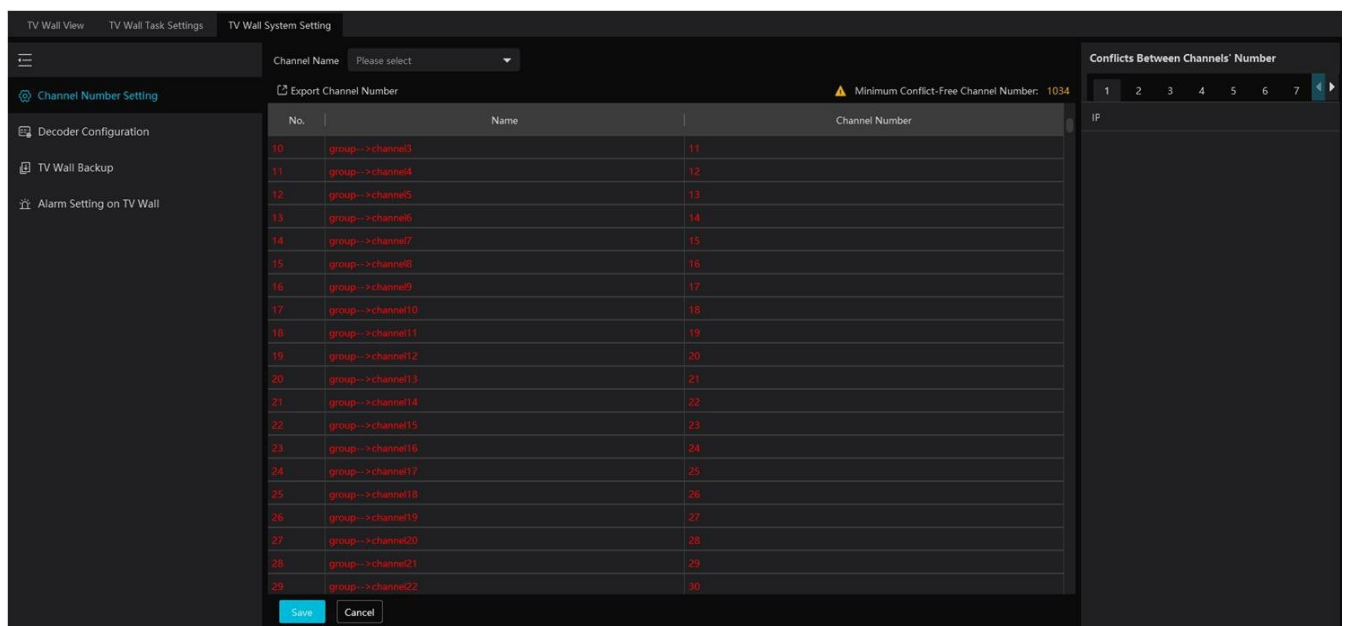 TV Wall View TV Wall Task Settings TV Wall System Setting
Channel Name Please select
Conflicts Between Channels' Number
Channel Number Setting
Export Channel Number
Minimum Conflict-Free Channel Number: 1034
1 2 3 4 5 6 7
No. Name Channel Number
IP
Decoder Configuration
TV Wall Backup
Alarm Setting on TV Wall
10 group-->channel3 11
11 group-->channel4 12
12 group-->channel5 13
13 group-->channel6 14
14 group-->channel7 15
15 group-->channel8 16
16 group-->channel9 17
17 group-->channel10 18
18 group-->channel11 19
19 group-->channel12 20
20 group-->channel13 21
21 group-->channel14 22
22 group-->channel15 23
23 group-->channel16 24
24 group-->channel17 25
25 group-->channel18 26
26 group-->channel19 27
27 group-->channel20 28
28 group-->channel21 29
29 group-->channel22 30
Save Cancel